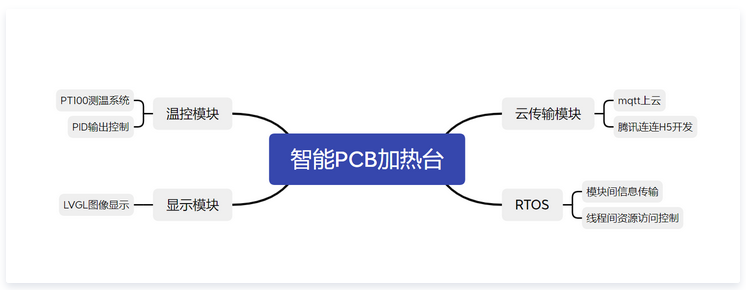 PT100测温系统
PID输出控制
温控模块
LVGL图像显示
显示模块
智能PCB加热台
云传输模块
mqtt上云
腾讯连连H5开发
RTOS
模块间信息传输
线程间资源访问控制